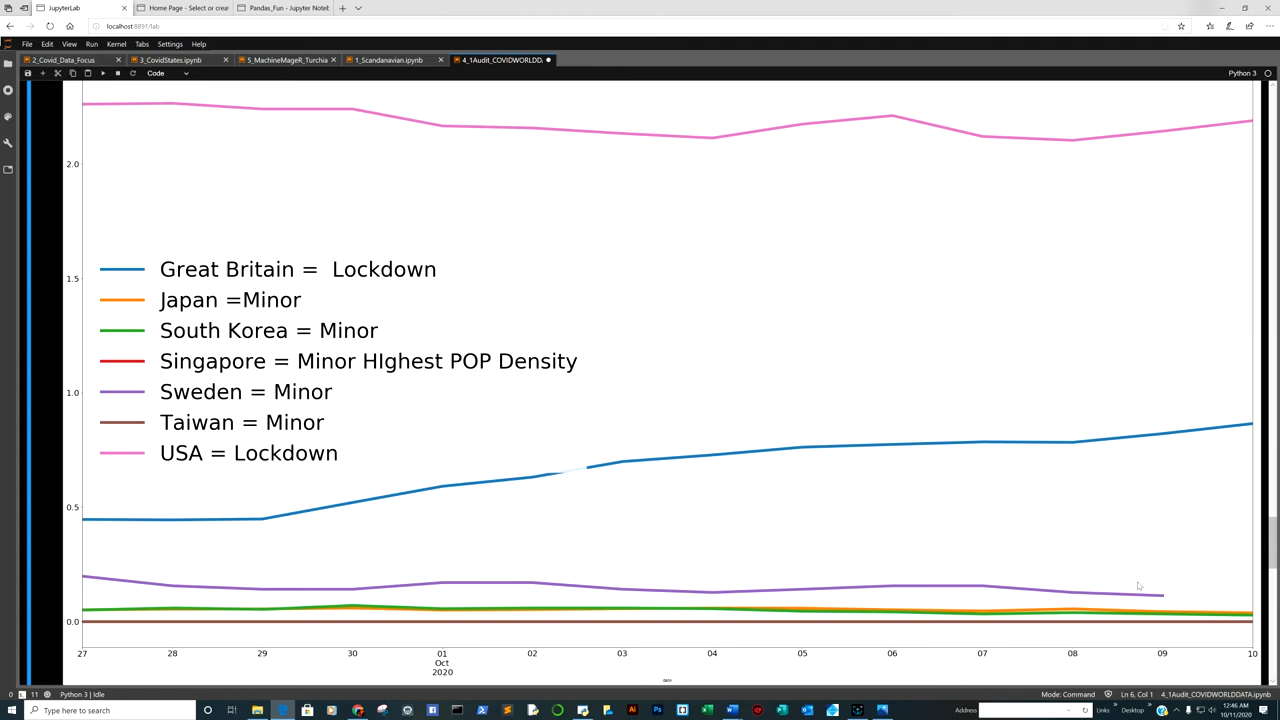 JupyterLab
Home Page - Select or creat
Pandas_Fun - Jupyter Notel
localhost:8891/lab
File Edit View Run Kernel Tabs Settings Help
2_Covid_Data_Focus
3_CovidStates.ipynb
5_MachineMageR_Turchia
1_Scandanavian.ipynb
4_1Audit_COVIDWORLDD
Code
Python 3
2.0
1.5
1.0
0.5
0.0
Great Britain = Lockdown
Japan =Minor
South Korea = Minor
Singapore = Minor HIghest POP Density
Sweden = Minor
Taiwan = Minor
USA = Lockdown
27 28 29 30 01 02 03 04 05 06 07 08 09 10
Oct
2020
0 11 Python 3 | Idle
Mode: Command Ln 6, Col 1 4_1Audit_COVIDWORLDDATA.ipynb
Type here to search
Address
Links
Desktop
12:46 AM
10/11/2020